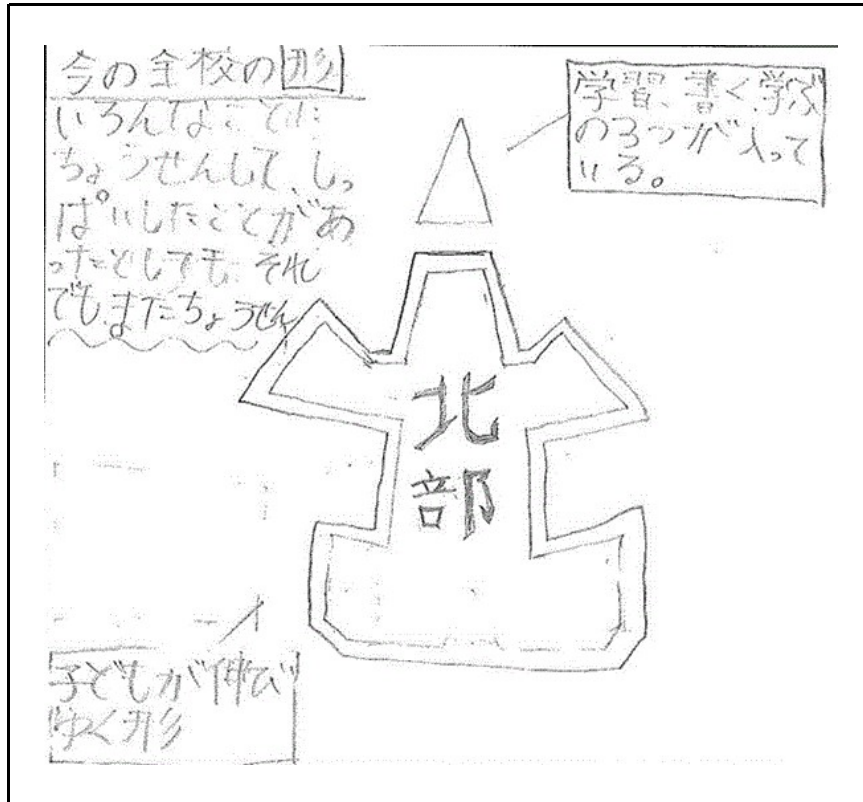 今の全校の形
いろんなことに
ちょうせんして、しっ
ぱいしたことがあ
ったとしても、それ
でも、またちょうせん
学習、書く、学ぶ
の3つが入って
いる。
北
部
子どもが伸び
ゆく形